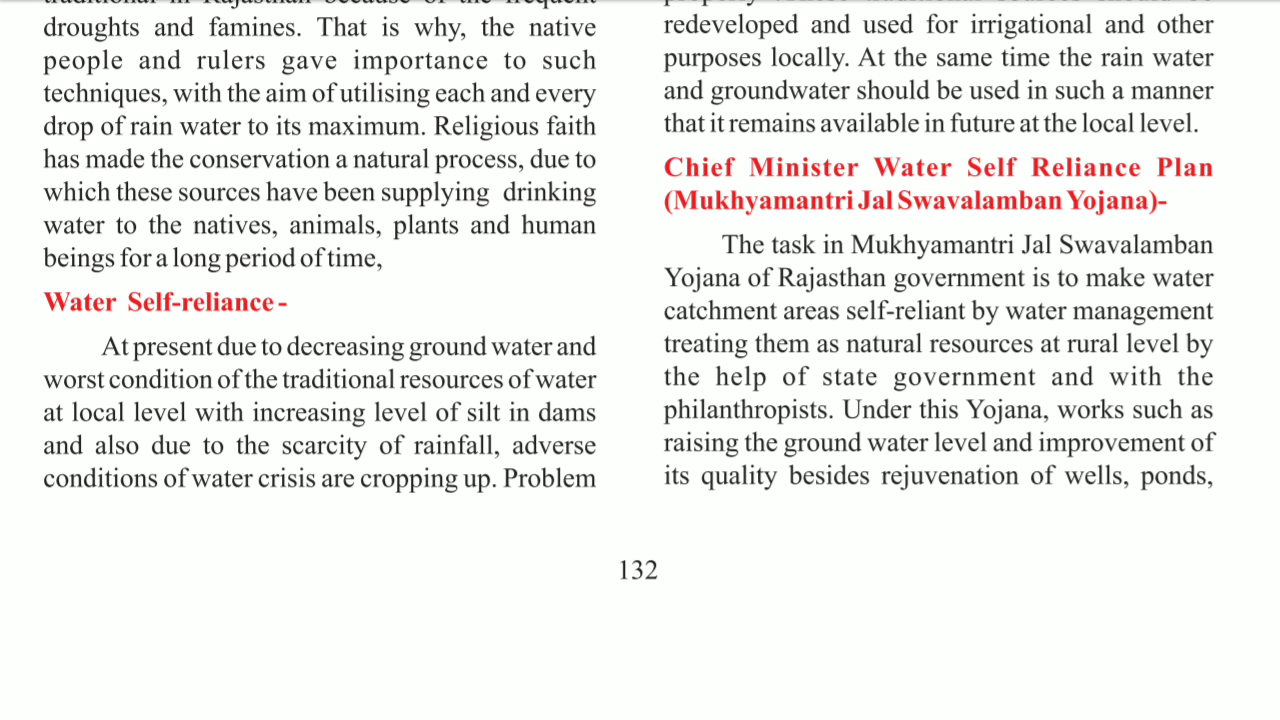 traditional in Rajasthan because of the frequent
droughts and famines. That is why, the native
people and rulers gave importance to such
techniques, with the aim of utilising each and every
drop of rain water to its maximum. Religious faith
has made the conservation a natural process, due to
which these sources have been supplying drinking
water to the natives, animals, plants and human
beings for a long period of time,
Water Self-reliance -
At present due to decreasing ground water and
worst condition of the traditional resources of water
at local level with increasing level of silt in dams
and also due to the scarcity of rainfall, adverse
conditions of water crisis are cropping up. Problem
redeveloped and used for irrigational and other
purposes locally. At the same time the rain water
and groundwater should be used in such a manner
that it remains available in future at the local level.
Chief Minister Water Self Reliance Plan
(Mukhyamantri Jal Swavalamban Yojana)-
The task in Mukhyamantri Jal Swavalamban
Yojana of Rajasthan government is to make water
catchment areas self-reliant by water management
treating them as natural resources at rural level by
the help of state government and with the
philanthropists. Under this Yojana, works such as
raising the ground water level and improvement of
its quality besides rejuvenation of wells, ponds,
132